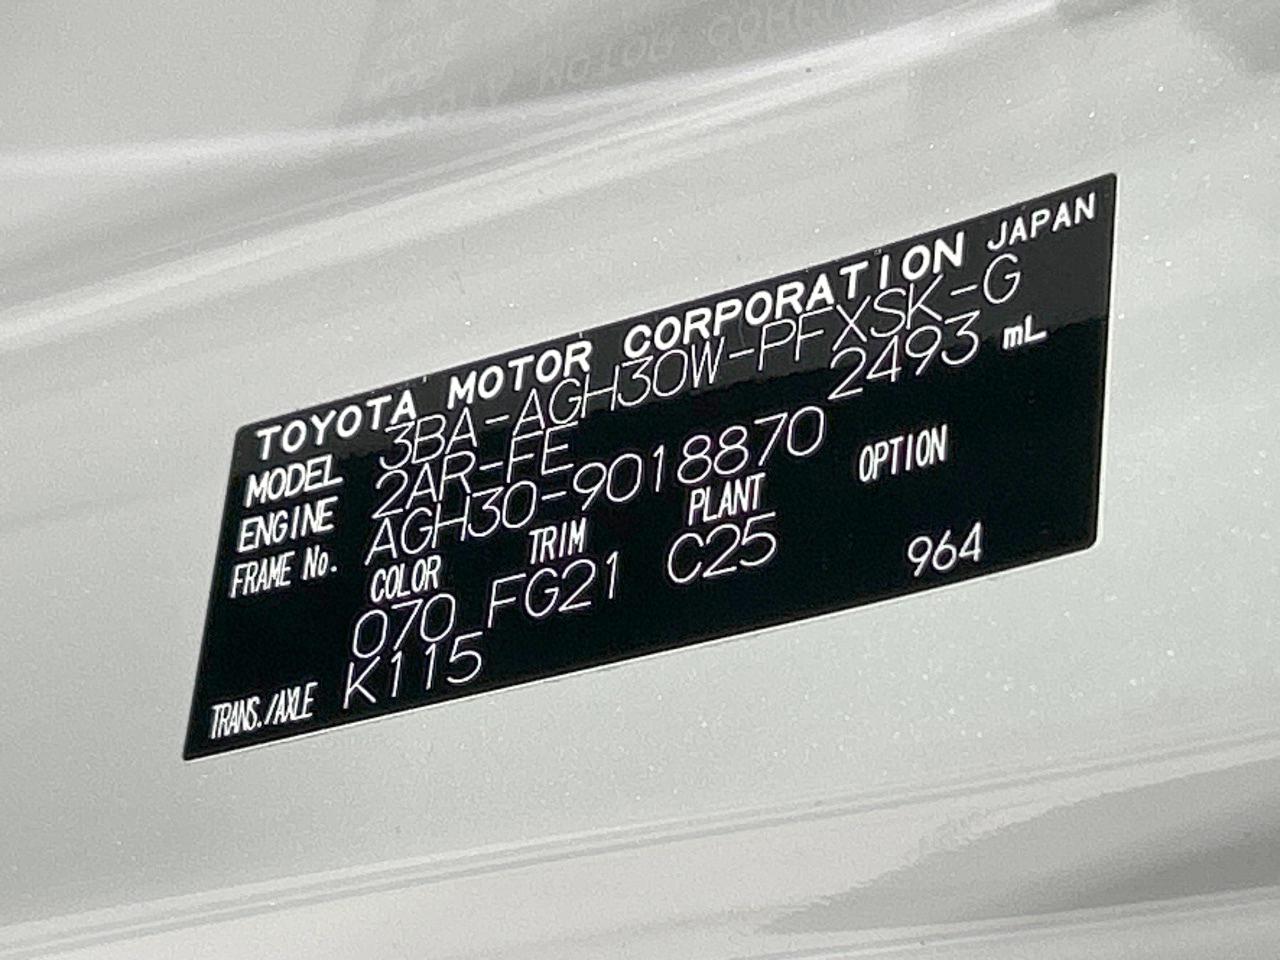 TOYOTA MOTOR CORPORATION JAPAN
MODEL 3BA-AGH30W-PFXSK-G
ENGINE 2AR-FE 2493 mL
FRAME No. AGH30-9018870
COLOR TRIM PLANT OPTION
070 FG21 C25 964
TRANS./AXLE K115